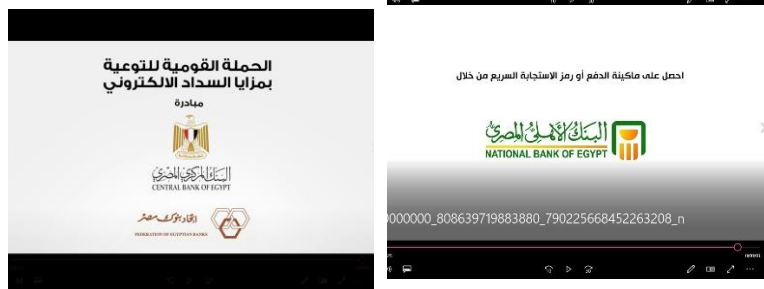 الحملة القومية للتوعية
بمزايا السداد الالكتروني
مبادرة
البنك المركزي المصري
CENTRAL BANK OF EGYPT
اتحاد بنوك مصر
FEDERATION OF EGYPTIAN BANKS
احصل على ماكينة الدفع أو رمز الاستجابة السريع من خلال
البنك الأهلي المصري
NATIONAL BANK OF EGYPT
0000000_808639719883880_790225668452263208_n